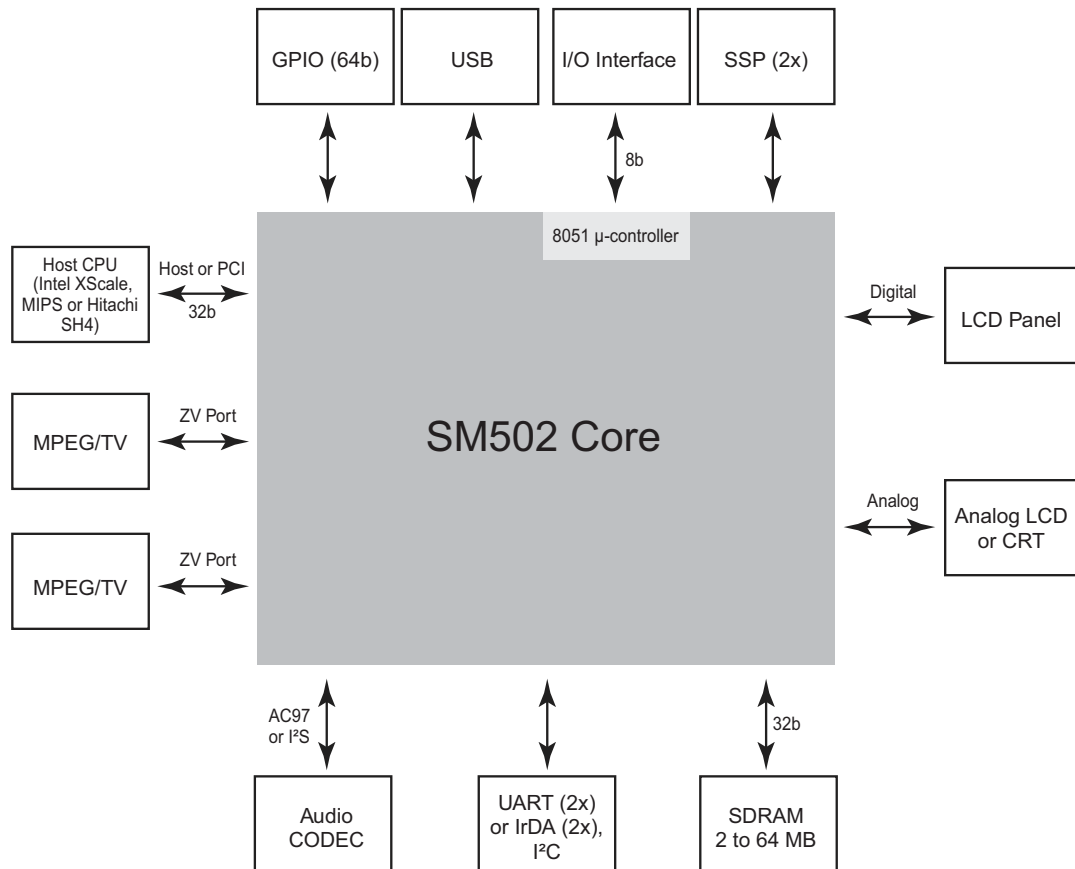 GPIO (64b)
USB
I/O Interface
SSP (2x)
8b
8051 μ-controller
Host CPU
(Intel XScale,
MIPS or Hitachi
SH4)
Host or PCI
32b
Digital
LCD Panel
MPEG/TV
ZV Port
SM502 Core
Analog
Analog LCD
or CRT
MPEG/TV
ZV Port
AC97
or I²S
32b
Audio
CODEC
UART (2x)
or IrDA (2x),
I²C
SDRAM
2 to 64 MB